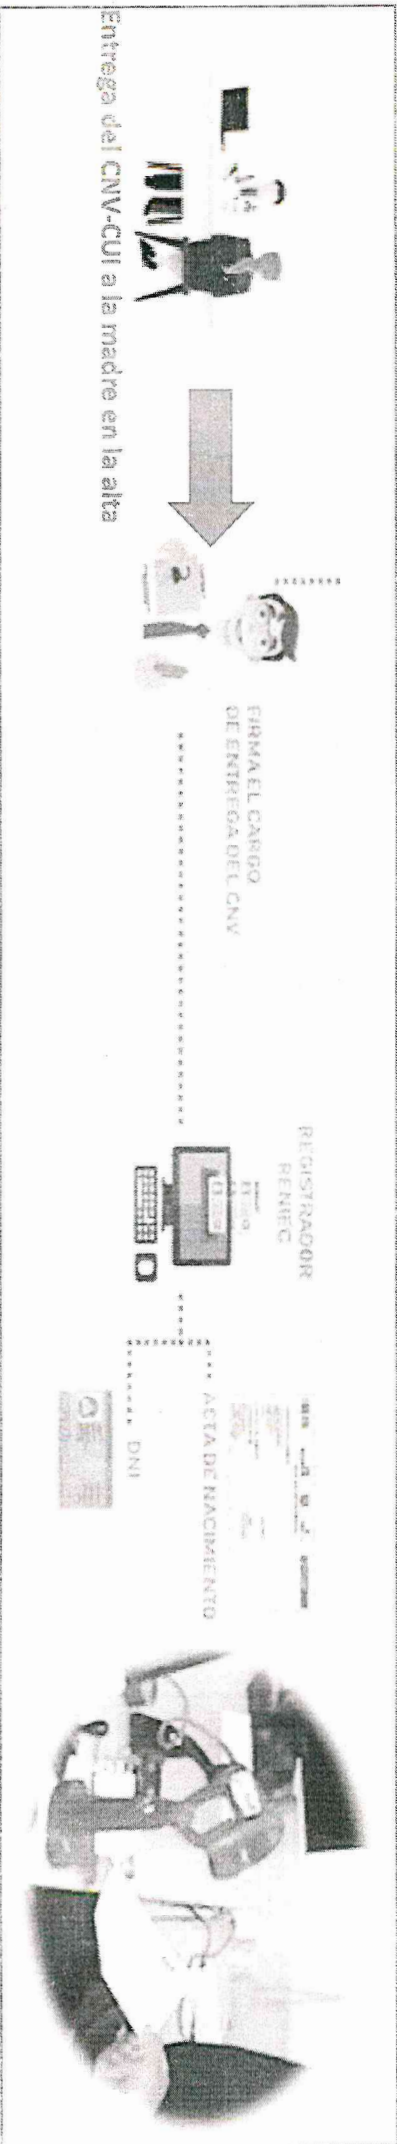 Entrega del CNV-CUI a la madre en la alta
2
FIRMA EL CARGO
DE ENTREGA DEL CNV
REGISTRADOR
RENIEC
ACTA DE NACIMIENTO
DNI